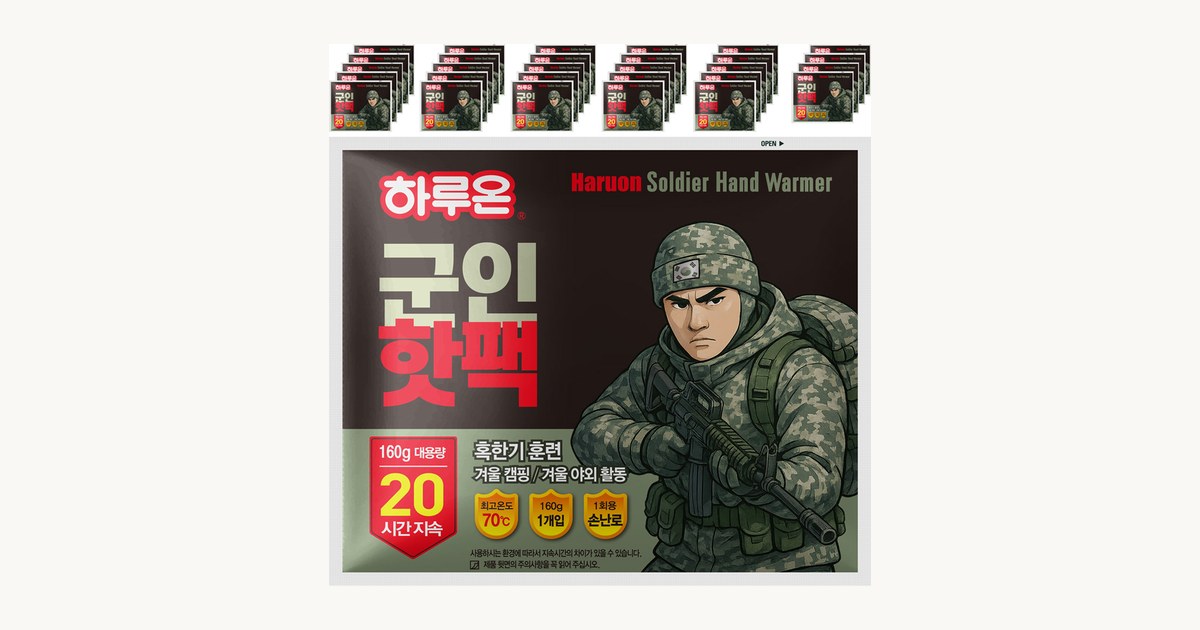 OPEN ▶
하루온®
Haruon Soldier Hand Warmer
군인
핫팩
160g 대용량
20
시간 지속
혹한기 훈련
겨울 캠핑 / 겨울 야외 활동
최고온도
70℃
160g
1개입
1회용
손난로
사용하시는 환경에 따라서 지속시간의 차이가 있을 수 있습니다.
제품 뒷면의 주의사항을 꼭 읽어 주십시오.